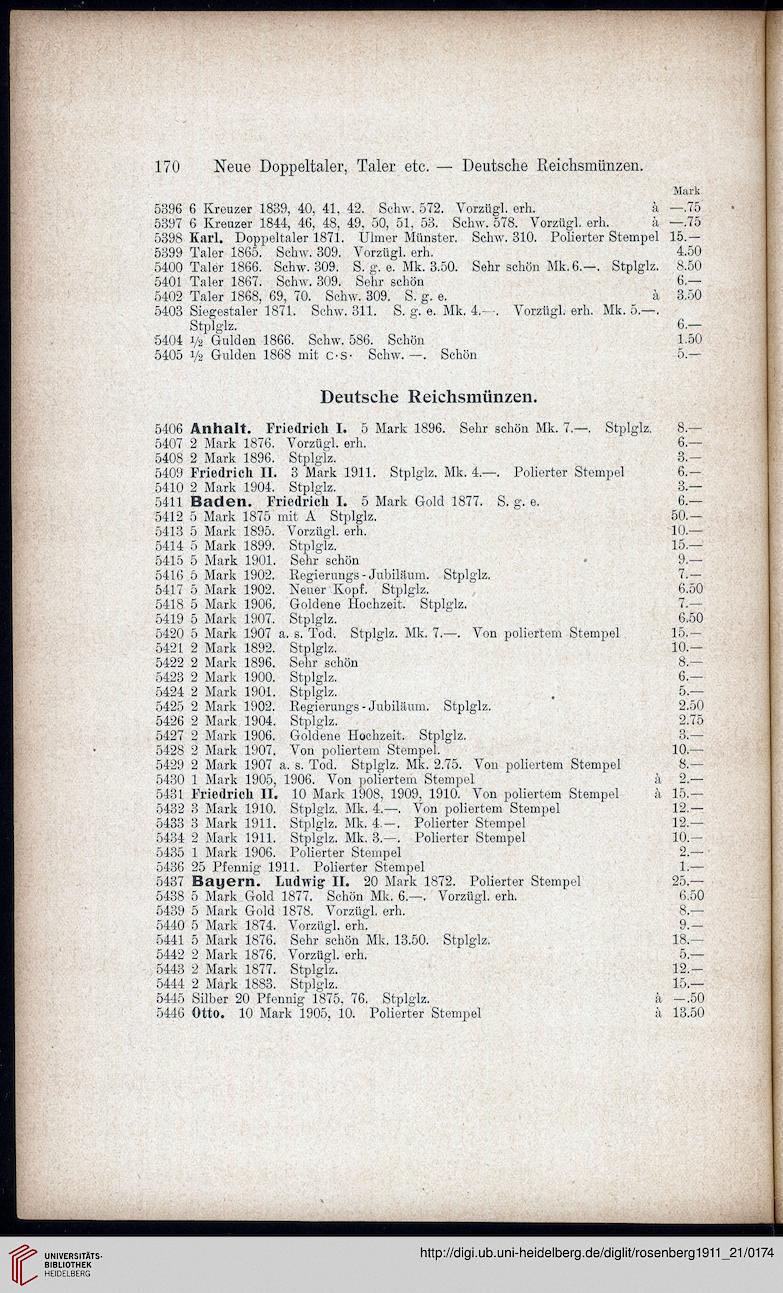 170 Neue Doppeltaler, Taler etc. — Deutsche Reichsmünzen.
Mark
5396 6 Kreuzer 1839, 40, 41, 42. Schw. 572. Vorzügl. erh. à —.75
5397 6 Kreuzer 1844, 46, 48, 49, 50, 51, 53. Schw. 578. Vorzügl. erh. à —.75
5398 Karl. Doppeltaler 1871. Ulmer Münster. Schw. 310. Polierter Stempel 15.—
5399 Taler 1865. Schw. 309. Vorzügl. erh. 4.50
5400 Taler 1866. Schw. 309. S. g. e. Mk. 3.50. Sehr schön Mk. 6.—. Stplglz. 8.50
5401 Taler 1867. Schw. 309. Sehr schön 6.—
5402 Taler 1868, 69, 70. Schw. 309. S. g. e. à 3.50
5403 Siegestaler 1871. Schw. 311. S. g. e. Mk. 4.—. Vorzügl. erh. Mk. 5.—.
Stplglz. 6.—
5404 ½ Gulden 1866. Schw. 586. Schön 1.50
5405 ½ Gulden 1868 mit C·S· Schw. —. Schön 5.—
Deutsche Reichsmünzen.
5406 Anhalt. Friedrich I. 5 Mark 1896. Sehr schön Mk. 7.—. Stplglz. 8.—
5407 2 Mark 1876. Vorzügl. erh. 6.—
5408 2 Mark 1896. Stplglz. 3.—
5409 Friedrich II. 3 Mark 1911. Stplglz. Mk. 4.—. Polierter Stempel 6.—
5410 2 Mark 1904. Stplglz. 3.—
5411 Baden. Friedrich I. 5 Mark Gold 1877. S. g. e. 6.—
5412 5 Mark 1875 mit A Stplglz. 50.—
5413 5 Mark 1895. Vorzügl. erh. 10.—
5414 5 Mark 1899. Stplglz. 15.—
5415 5 Mark 1901. Sehr schön 9.—
5416 5 Mark 1902. Regierungs-Jubiläum. Stplglz. 7.—
5417 5 Mark 1902. Neuer Kopf. Stplglz. 6.50
5418 5 Mark 1906. Goldene Hochzeit. Stplglz. 7.—
5419 5 Mark 1907. Stplglz. 6.50
5420 5 Mark 1907 a. s. Tod. Stplglz. Mk. 7.—. Von poliertem Stempel 15.—
5421 2 Mark 1892. Stplglz. 10.—
5422 2 Mark 1896. Sehr schön 8.—
5423 2 Mark 1900. Stplglz. 6.—
5424 2 Mark 1901. Stplglz. 5.—
5425 2 Mark 1902. Regierungs-Jubiläum. Stplglz. 2.50
5426 2 Mark 1904. Stplglz. 2.75
5427 2 Mark 1906. Goldene Hochzeit. Stplglz. 3.—
5428 2 Mark 1907. Von poliertem Stempel. 10.—
5429 2 Mark 1907 a. s. Tod. Stplglz. Mk. 2.75. Von poliertem Stempel 8.—
5430 1 Mark 1905, 1906. Von poliertem Stempel à 2.—
5431 Friedrich II. 10 Mark 1908, 1909, 1910. Von poliertem Stempel à 15.—
5432 3 Mark 1910. Stplglz. Mk. 4.—. Von poliertem Stempel 12.—
5433 3 Mark 1911. Stplglz. Mk. 4.—. Polierter Stempel 12.—
5434 2 Mark 1911. Stplglz. Mk. 3.—. Polierter Stempel 10.—
5435 1 Mark 1906. Polierter Stempel 2.—
5436 25 Pfennig 1911. Polierter Stempel 1.—
5437 Bayern. Ludwig II. 20 Mark 1872. Polierter Stempel 25.—
5438 5 Mark Gold 1877. Schön Mk. 6.—. Vorzügl. erh. 6.50
5439 5 Mark Gold 1878. Vorzügl. erh. 8.—
5440 5 Mark 1874. Vorzügl. erh. 9.—
5441 5 Mark 1876. Sehr schön Mk. 13.50. Stplglz. 18.—
5442 2 Mark 1876. Vorzügl. erh. 5.—
5443 2 Mark 1877. Stplglz. 12.—
5444 2 Mark 1883. Stplglz. 15.—
5445 Silber 20 Pfennig 1875, 76. Stplglz. à —.50
5446 Otto. 10 Mark 1905, 10. Polierter Stempel à 13.50
UNIVERSITÄTS-
BIBLIOTHEK
HEIDELBERG
http://digi.ub.uni-heidelberg.de/diglit/rosenberg1911_21/0174